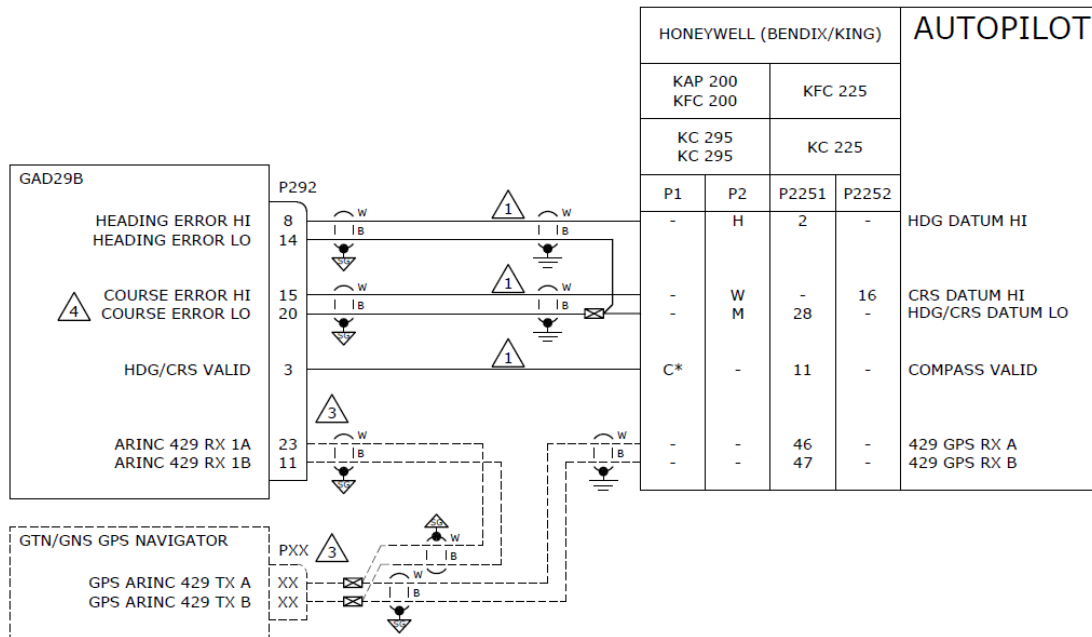 HONEYWELL (BENDIX/KING)
AUTOPILOT
KAP 200
KFC 200
KFC 225
KC 295
KC 295
KC 225
P1 P2 P2251 P2252
GAD29B
P292
HEADING ERROR HI 8 W 1 W - H 2 - HDG DATUM HI
HEADING ERROR LO 14 B B
SG
COURSE ERROR HI 15 W 1 W - W - 16 CRS DATUM HI
4 COURSE ERROR LO 20 B B - M 28 - HDG/CRS DATUM LO
SG
HDG/CRS VALID 3 1 C* - 11 - COMPASS VALID
3
ARINC 429 RX 1A 23 W W - - 46 - 429 GPS RX A
ARINC 429 RX 1B 11 B B - - 47 - 429 GPS RX B
SG
SG
GTN/GNS GPS NAVIGATOR
PXX 3
W
B
GPS ARINC 429 TX A XX W
GPS ARINC 429 TX B XX B
SG